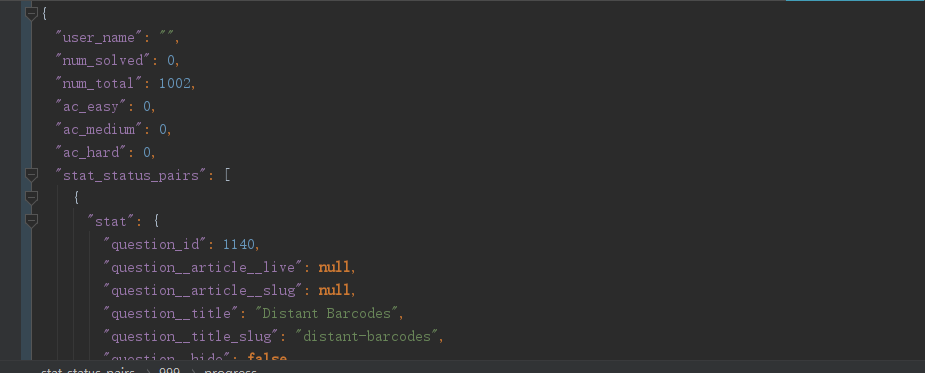 {
"user_name": "",
"num_solved": 0,
"num_total": 1002,
"ac_easy": 0,
"ac_medium": 0,
"ac_hard": 0,
"stat_status_pairs": [
{
"stat": {
"question_id": 1140,
"question__article__live": null,
"question__article__slug": null,
"question__title": "Distant Barcodes",
"question__title_slug": "distant-barcodes",
"question__hide": false,
stat_status_pairs > 999 > progress